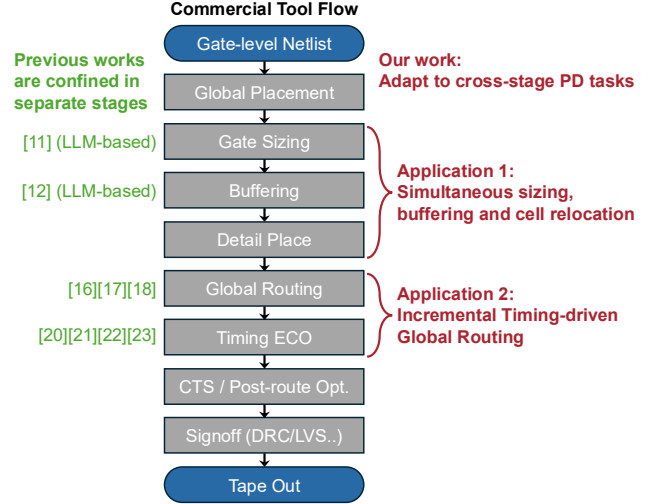 Commercial Tool Flow
Gate-level Netlist
Previous works
are confined in
separate stages
Our work:
Adapt to cross-stage PD tasks
Global Placement
[11] (LLM-based)
Gate Sizing
[12] (LLM-based)
Buffering
Detail Place
Application 1:
Simultaneous sizing,
buffering and cell relocation
[16][17][18]
Global Routing
[20][21][22][23]
Timing ECO
Application 2:
Incremental Timing-driven
Global Routing
CTS / Post-route Opt.
Signoff (DRC/LVS..)
Tape Out